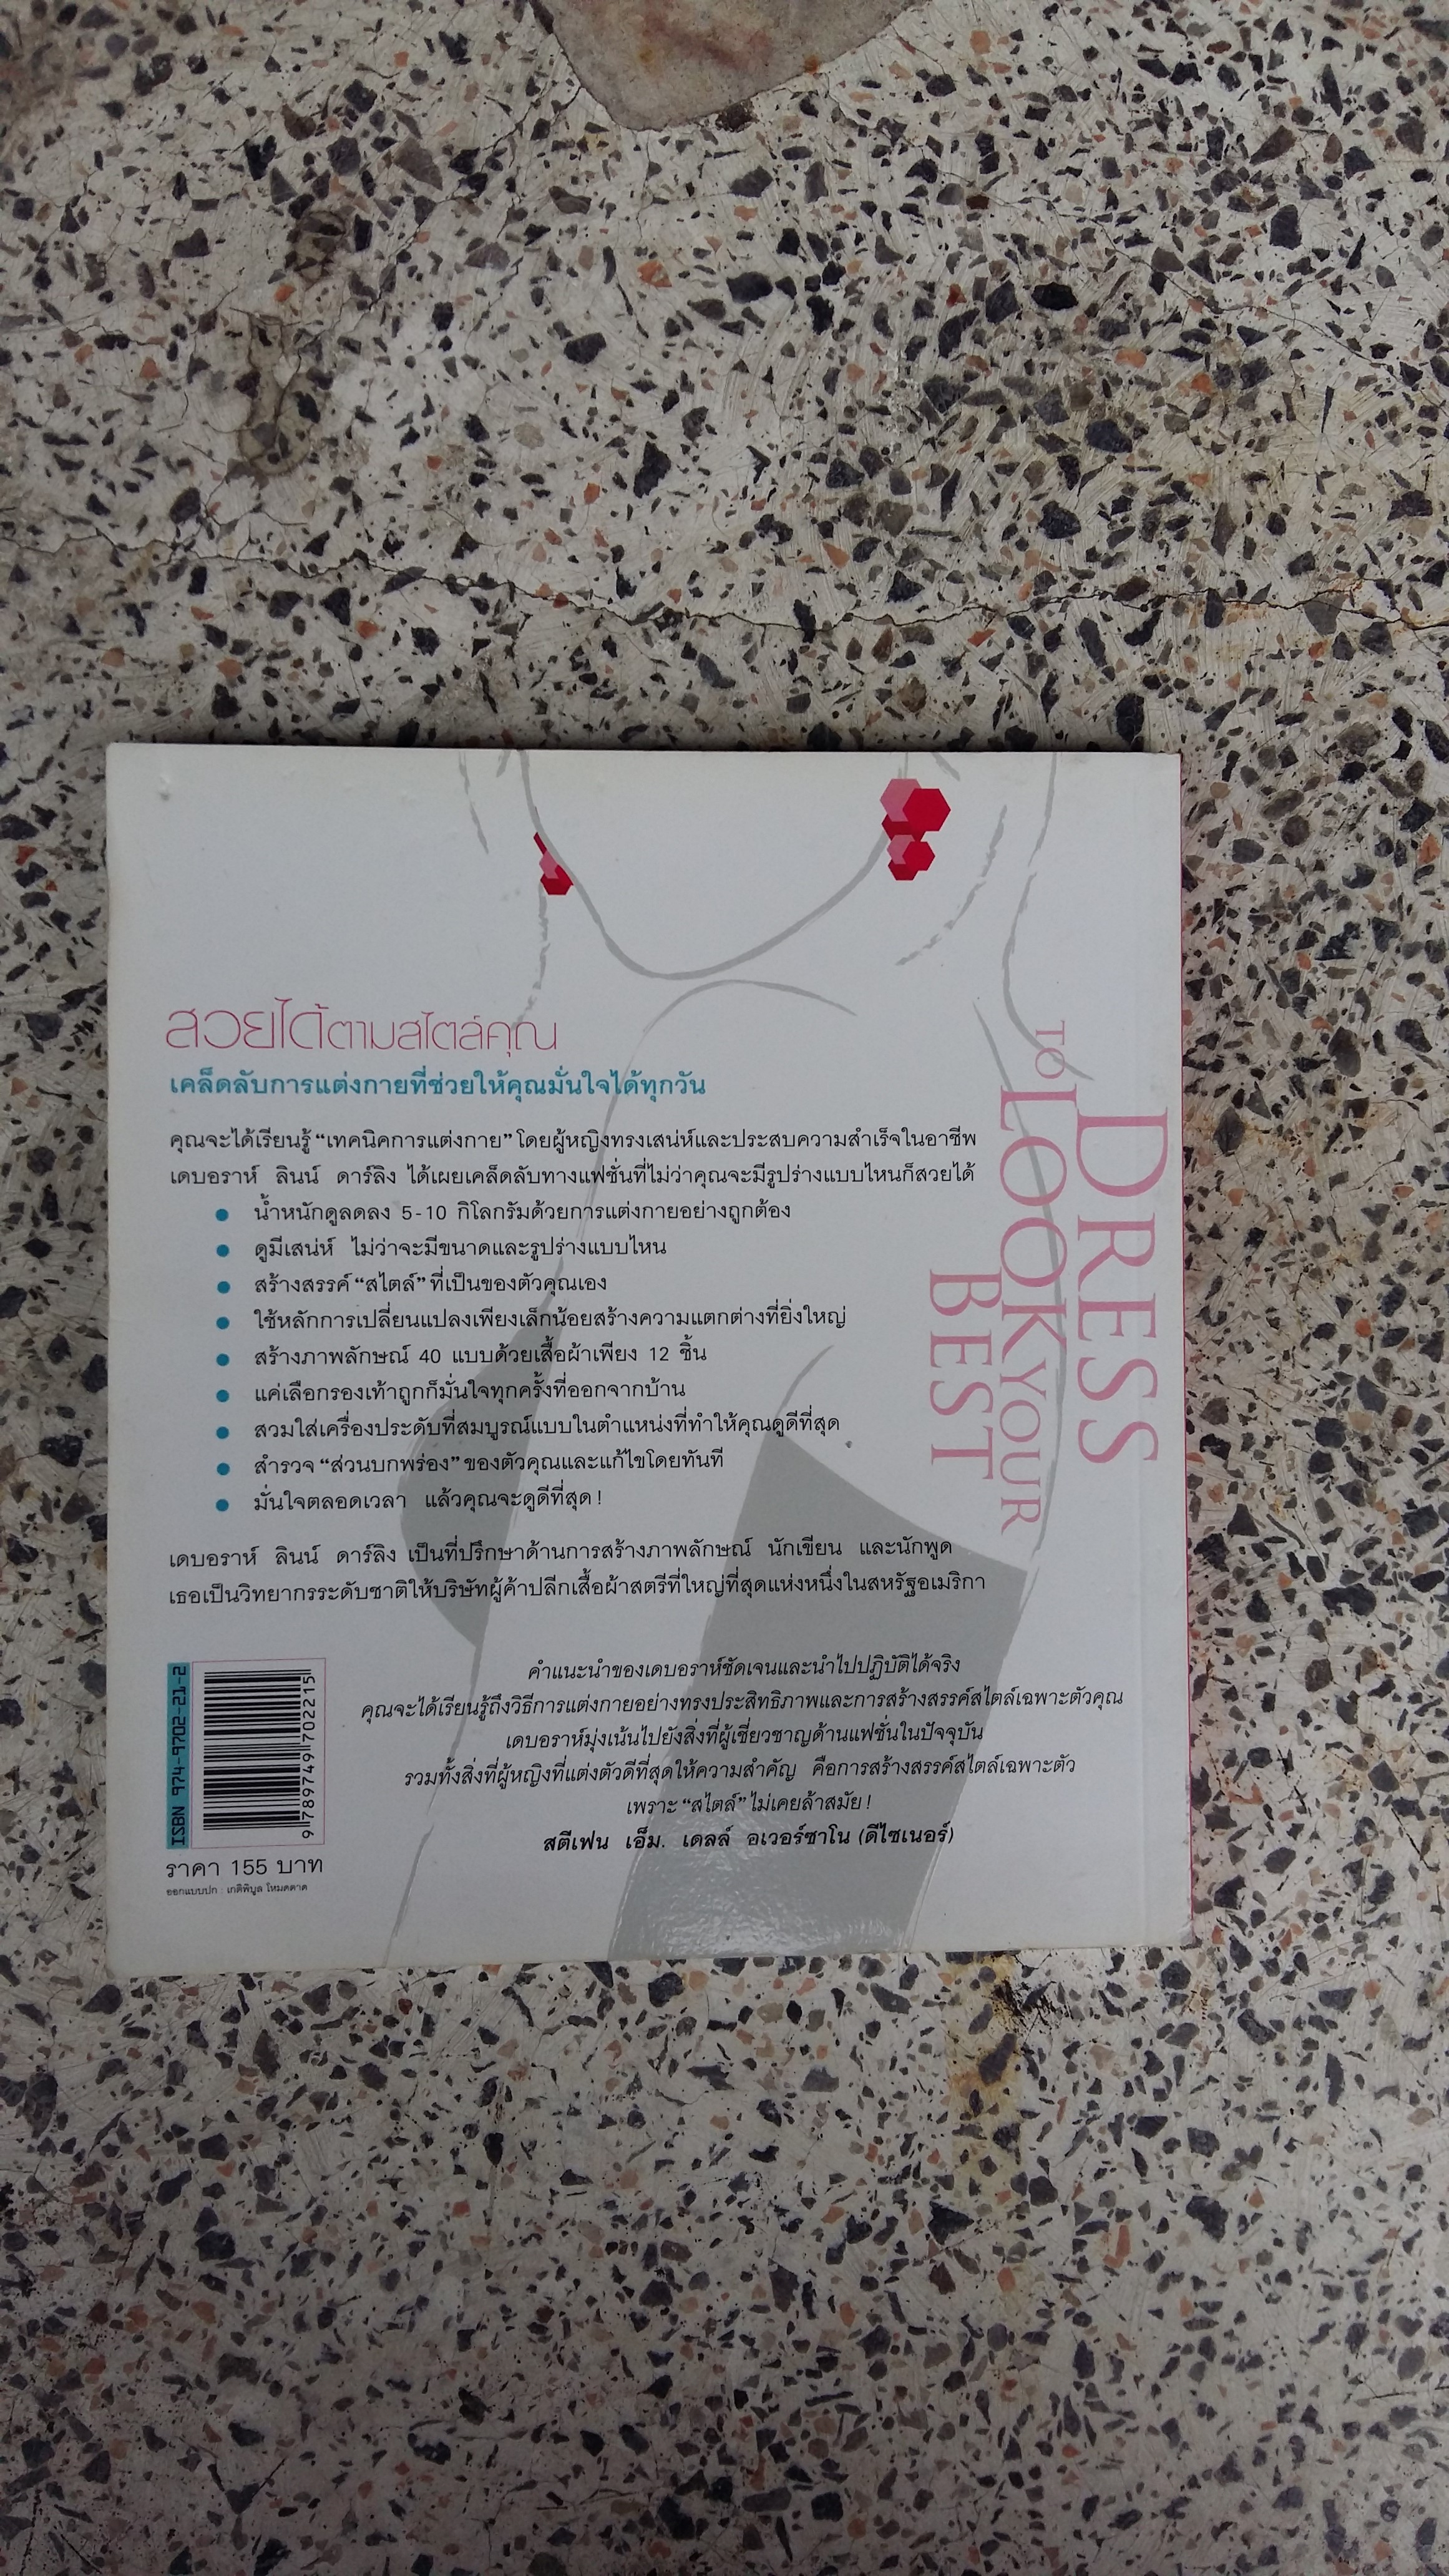 สวยได้ตามสไตล์คุณ
เคล็ดลับการแต่งกายที่ช่วยให้คุณมั่นใจได้ทุกวัน
คุณจะได้เรียนรู้ “เทคนิคการแต่งกาย” โดยผู้หญิงทรงเสน่ห์และประสบความสำเร็จในอาชีพ
เดบอราห์ ลินน์ ดาร์ลิง ได้เผยเคล็ดลับทางแฟชั่นที่ไม่ว่าคุณจะมีรูปร่างแบบไหนก็สวยได้
● น้ำหนักดูลดลง 5-10 กิโลกรัมด้วยการแต่งกายอย่างถูกต้อง
● ดูมีเสน่ห์ ไม่ว่าจะมีขนาดและรูปร่างแบบไหน
● สร้างสรรค์ “สไตล์” ที่เป็นของตัวคุณเอง
● ใช้หลักการเปลี่ยนแปลงเพียงเล็กน้อยสร้างความแตกต่างที่ยิ่งใหญ่
● สร้างภาพลักษณ์ 40 แบบด้วยเสื้อผ้าเพียง 12 ชิ้น
● แค่เลือกรองเท้าถูกก็มั่นใจทุกครั้งที่ออกจากบ้าน
● สวมใส่เครื่องประดับที่สมบูรณ์แบบในตำแหน่งที่ทำให้คุณดูดีที่สุด
● สำรวจ “ส่วนบกพร่อง” ของตัวคุณและแก้ไขโดยทันที
● มั่นใจตลอดเวลา แล้วคุณจะดูดีที่สุด !
เดบอราห์ ลินน์ ดาร์ลิง เป็นที่ปรึกษาด้านการสร้างภาพลักษณ์ นักเขียน และนักพูด
เธอเป็นวิทยากรระดับชาติให้บริษัทผู้ค้าปลีกเสื้อผ้าสตรีที่ใหญ่ที่สุดแห่งหนึ่งในสหรัฐอเมริกา
คำแนะนำของเดบอราห์ชัดเจนและนำไปปฏิบัติได้จริง
คุณจะได้เรียนรู้ถึงวิธีการแต่งกายอย่างทรงประสิทธิภาพและการสร้างสรรค์สไตล์เฉพาะตัวคุณ
เดบอราห์มุ่งเน้นไปยังสิ่งที่ผู้เชี่ยวชาญด้านแฟชั่นในปัจจุบัน
รวมทั้งสิ่งที่ผู้หญิงที่แต่งตัวดีที่สุดให้ความสำคัญ คือการสร้างสรรค์สไตล์เฉพาะตัว
เพราะ “สไตล์” ไม่เคยล้าสมัย !
สตีเฟน เอ็ม. เดลล์ อเวอร์ซาโน (ดีไซเนอร์)
DRESS
TO LOOK YOUR
BEST
ISBN 974-9702-21-2
9 789749 702215
ราคา 155 บาท
ออกแบบปก : เกติพิบูล โหมดตาด